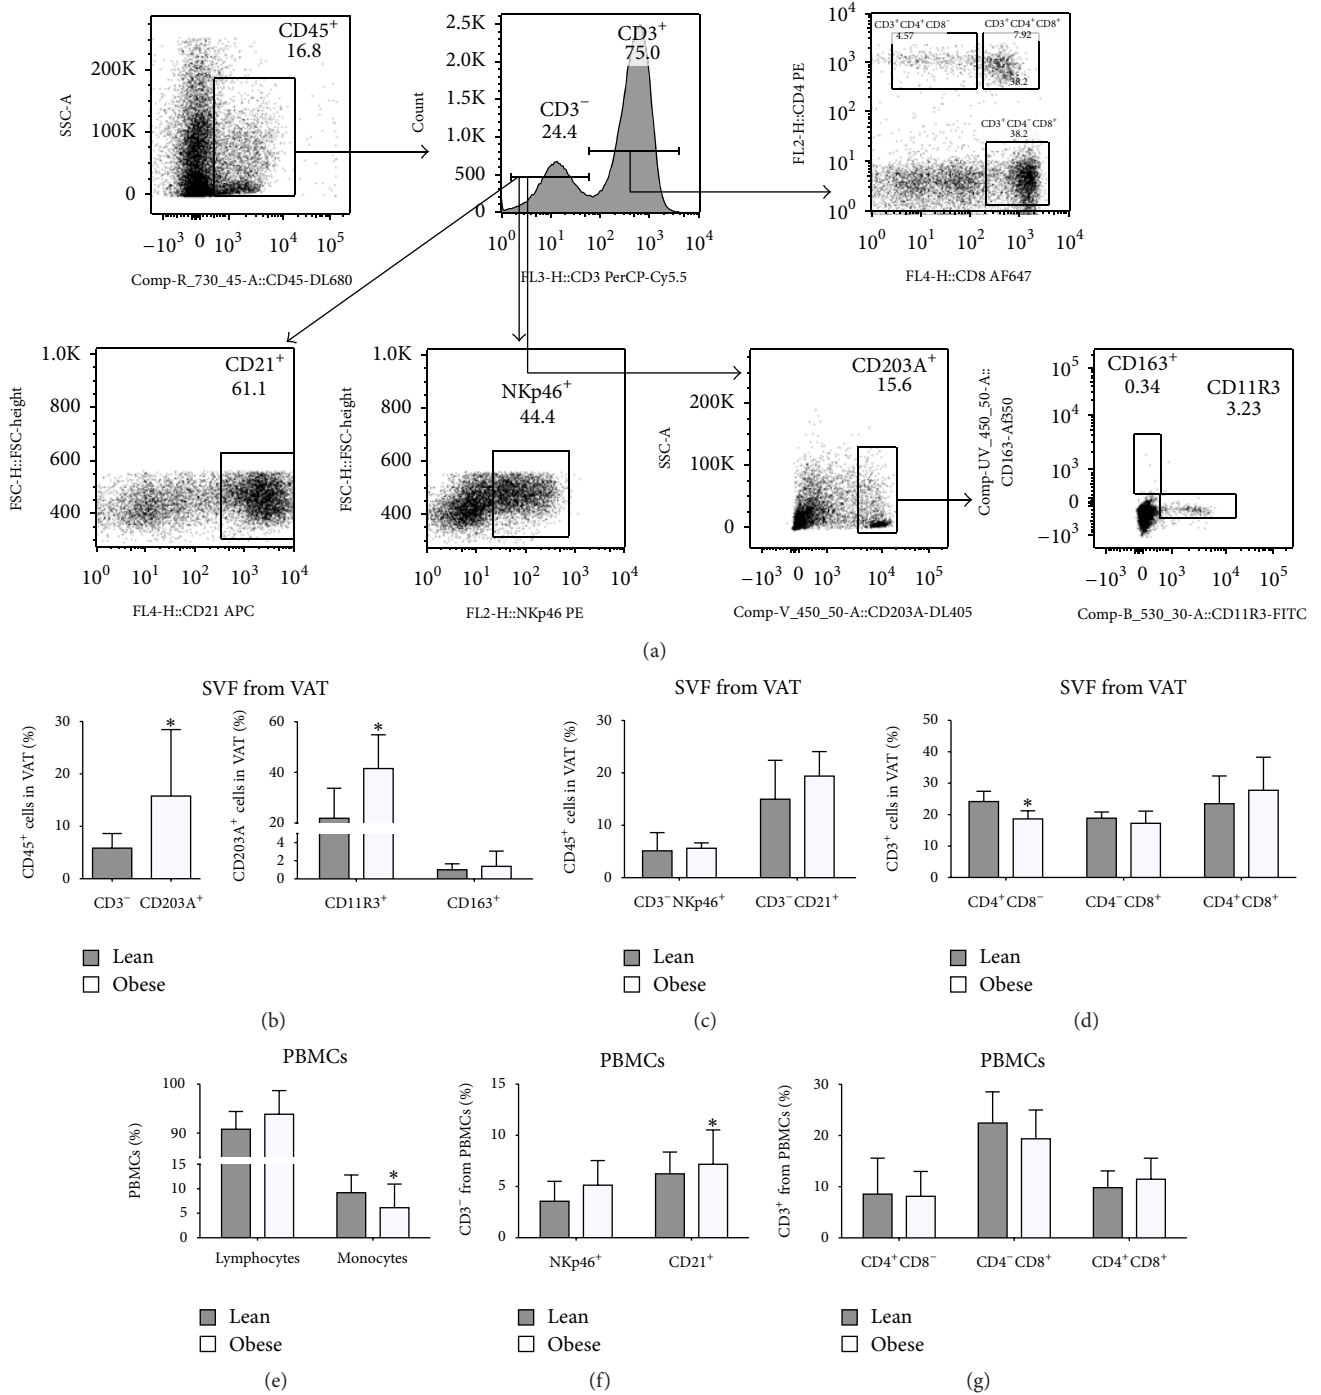 CD45+
16.8
200K
100K
0
SSC-A
−10³ 0 10³ 10⁴ 10⁵
Comp-R_730_45-A::CD45-DL680
2.5K
2.0K
1.5K
1.0K
500
0
Count
CD3+
75.0
CD3−
24.4
10⁰ 10¹ 10² 10³ 10⁴
FL3-H::CD3 PerCP-Cy5.5
10⁴
10³
10²
10¹
10⁰
FL2-H::CD4 PE
CD3+CD4+CD8−
4.57
CD3+CD4+CD8+
7.92
38.2
CD3+CD4−CD8+
38.2
10⁰ 10¹ 10² 10³ 10⁴
FL4-H::CD8 AF647
1.0K
800
600
400
FSC-H::FSC-height
CD21+
61.1
10⁰ 10¹ 10² 10³ 10⁴
FL4-H::CD21 APC
1.0K
800
600
400
FSC-H::FSC-height
NKp46+
44.4
10⁰ 10¹ 10² 10³ 10⁴
FL2-H::NKp46 PE
200K
100K
0
SSC-A
CD203A+
15.6
−10³ 0 10³ 10⁴ 10⁵
Comp-V_450_50-A::CD203A-DL405
Comp-UV_450_50-A::
CD163-Af350
10⁵
10⁴
10³
0
−10³
CD163+
0.34
CD11R3
3.23
−10³ 0 10³ 10⁴ 10⁵
Comp-B_530_30-A::CD11R3-FITC
(a)
SVF from VAT
CD45+ cells in VAT (%)
30
20
10
0
*
CD3− CD203A+
CD203A+ cells in VAT (%)
60
40
20
4
2
0
*
CD11R3+
CD163+
Lean
Obese
(b)
SVF from VAT
CD45+ cells in VAT (%)
30
20
10
0
CD3−NKp46+
CD3−CD21+
Lean
Obese
(c)
SVF from VAT
CD3+ cells in VAT (%)
50
40
30
20
10
0
*
CD4+CD8−
CD4−CD8+
CD4+CD8+
Lean
Obese
(d)
PBMCs
PBMCs (%)
100
90
15
10
5
0
*
Lymphocytes
Monocytes
Lean
Obese
(e)
PBMCs
CD3− from PBMCs (%)
15
10
5
0
*
NKp46+
CD21+
Lean
Obese
(f)
PBMCs
CD3+ from PBMCs (%)
30
20
10
0
CD4+CD8−
CD4−CD8+
CD4+CD8+
Lean
Obese
(g)